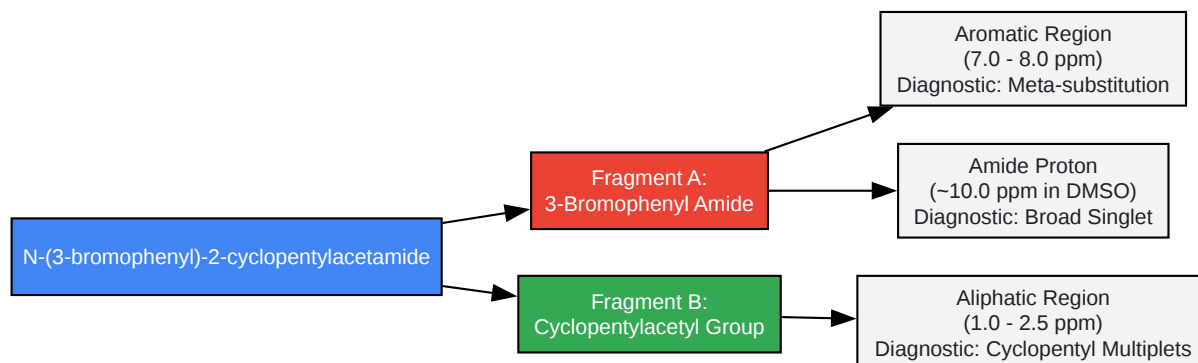 N-(3-bromophenyl)-2-cyclopentylacetamide
Fragment A:
3-Bromophenyl Amide
Fragment B:
Cyclopentylacetyl Group
Aromatic Region
(7.0 - 8.0 ppm)
Diagnostic: Meta-substitution
Amide Proton
(~10.0 ppm in DMSO)
Diagnostic: Broad Singlet
Aliphatic Region
(1.0 - 2.5 ppm)
Diagnostic: Cyclopentyl Multiplets